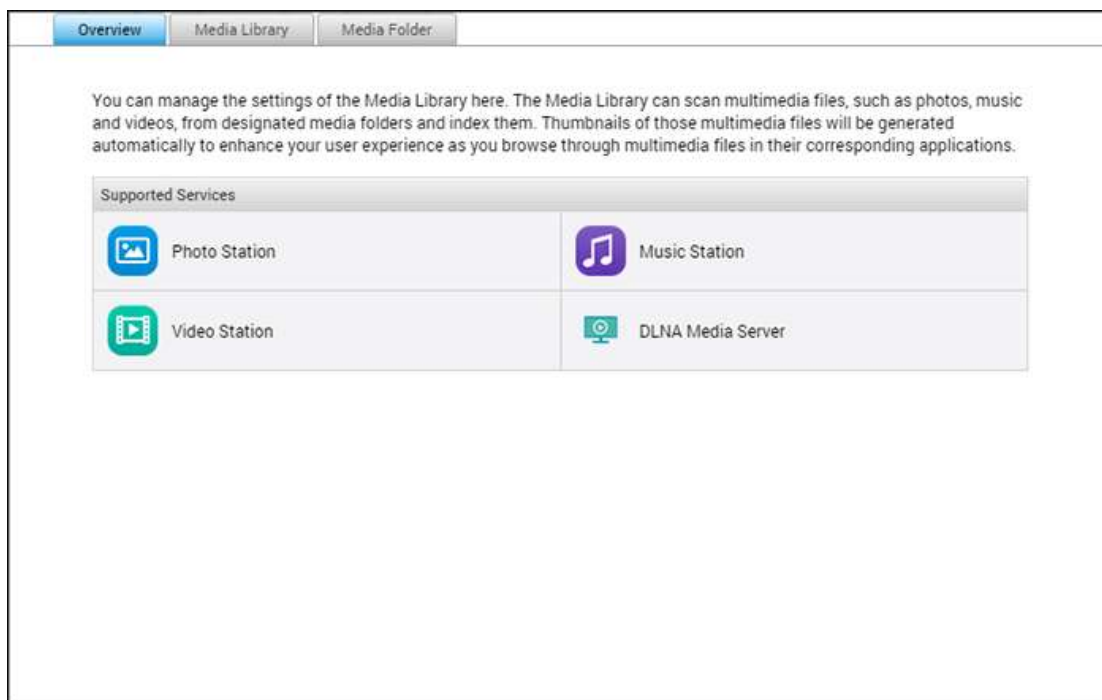 Overview Media Library Media Folder
You can manage the settings of the Media Library here. The Media Library can scan multimedia files, such as photos, music
and videos, from designated media folders and index them. Thumbnails of those multimedia files will be generated
automatically to enhance your user experience as you browse through multimedia files in their corresponding applications.
Supported Services
Photo Station Music Station
Video Station DLNA Media Server